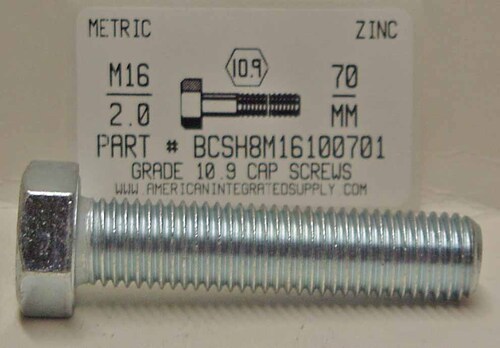 METRIC ZINC
M16 10.9 70
2.0 MM
PART # BCSH8M16100701
GRADE 10.9 CAP SCREWS
WWW.AMERICANINTEGRATEDSUPPLY.COM